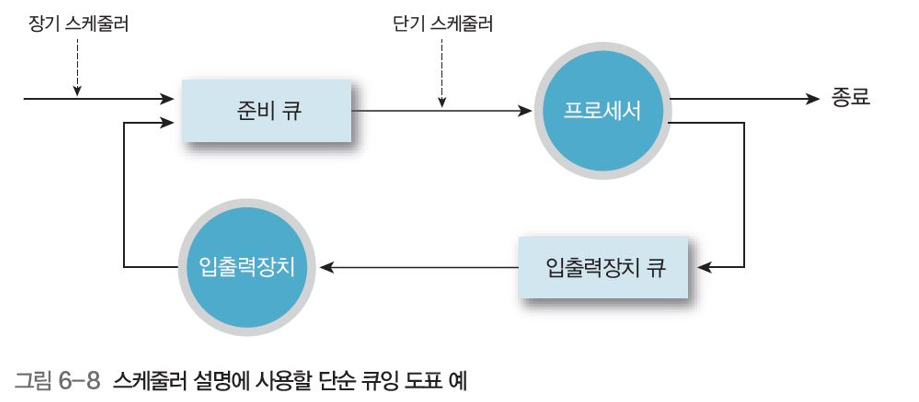 장기 스케줄러
단기 스케줄러
준비 큐
프로세서
종료
입출력장치
입출력장치 큐
그림 6-8 스케줄러 설명에 사용할 단순 큐잉 도표 예